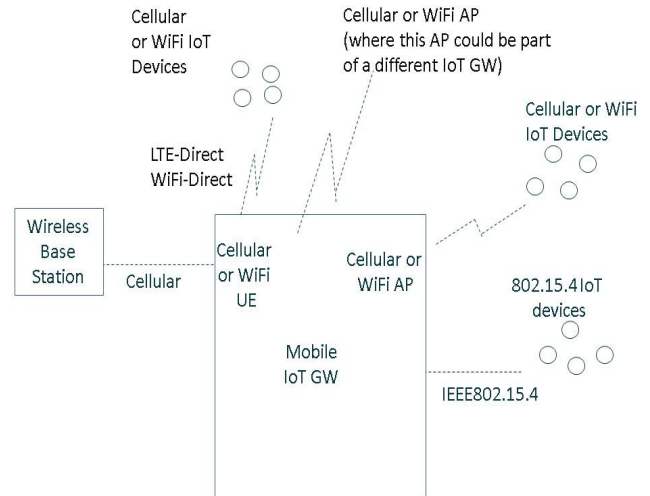 Cellular
or WiFi IoT
Devices
Cellular or WiFi AP
(where this AP could be part
of a different IoT GW)
Cellular or WiFi
IoT Devices
LTE-Direct
WiFi-Direct
Wireless
Base
Station
Cellular
Cellular
or WiFi
UE
Cellular or
WiFi AP
802.15.4IoT
devices
Mobile
IoT GW
IEEE802.15.4